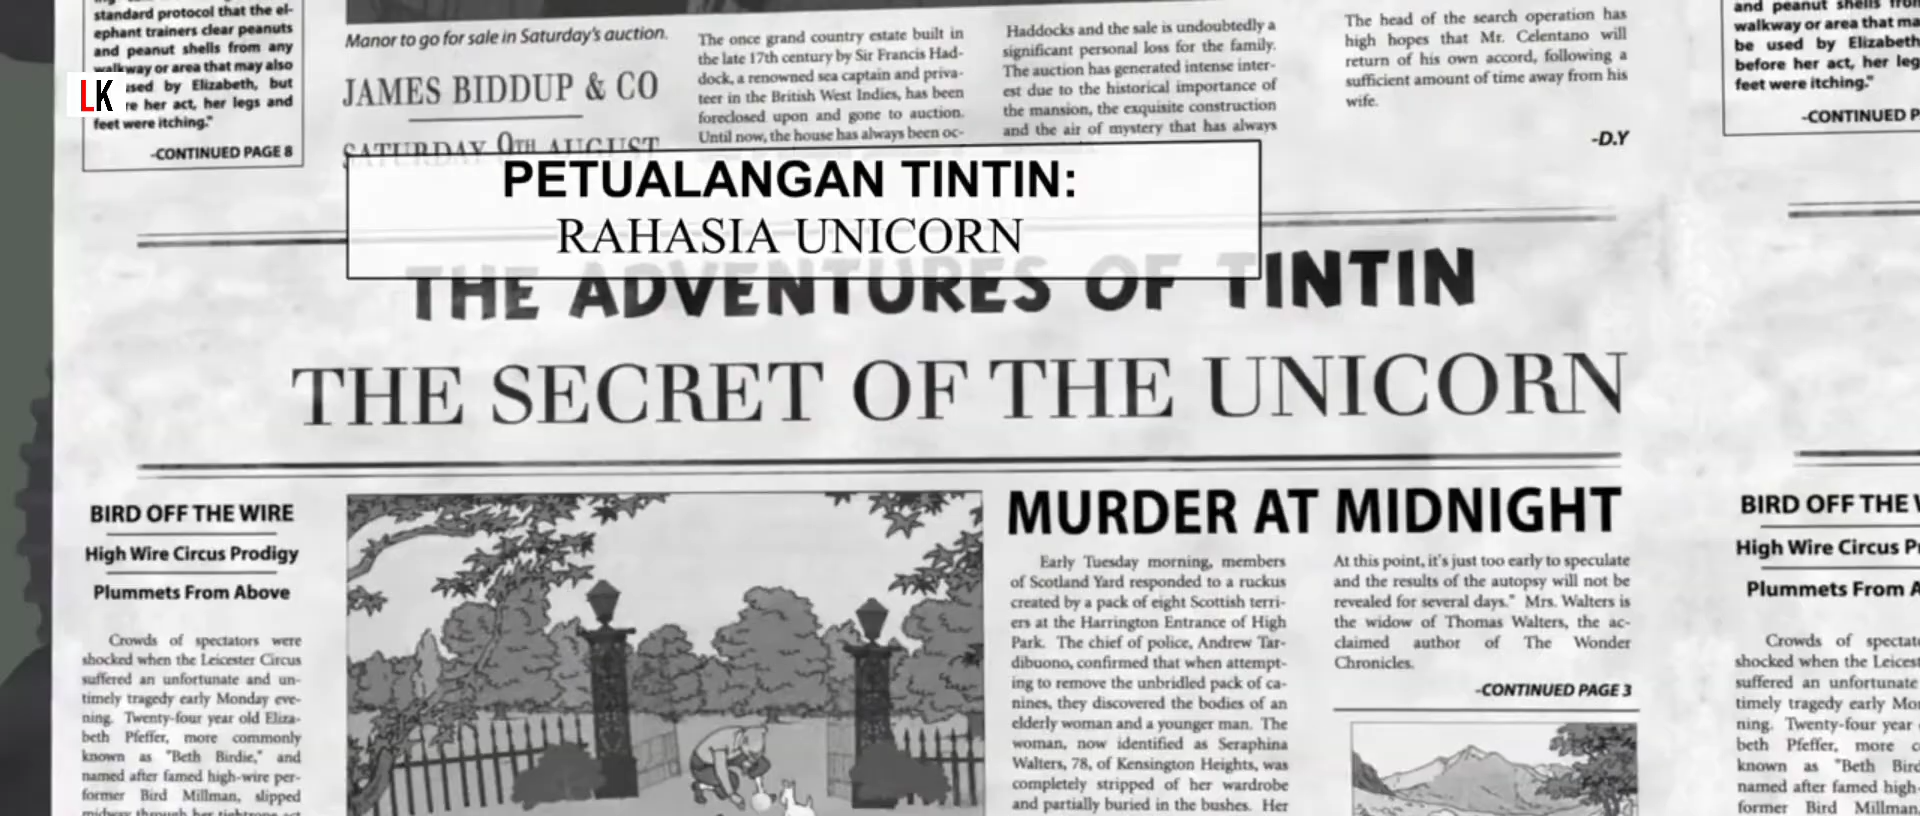 standard protocol that the el-
ephant trainers clear peanuts
and peanut shells from any
walkway or area that may also
used by Elizabeth, but
re her act, her legs and
feet were itching."
-CONTINUED PAGE 8
LK
Manor to go for sale in Saturday's auction.
JAMES BIDDUP & CO
SATURDAY 9TH AUGUST
The once grand country estate built in
the late 17th century by Sir Francis Had-
dock, a renowned sea captain and priva-
teer in the British West Indies, has been
foreclosed upon and gone to auction.
Until now, the house has always been oc-
Haddocks and the sale is undoubtedly a
significant personal loss for the family.
The auction has generated intense inter-
est due to the historical importance of
the mansion, the exquisite construction
and the air of mystery that has always
The head of the search operation has
high hopes that Mr. Celentano will
return of his own accord, following a
sufficient amount of time away from his
wife.
-D.Y
and peanut shells from
walkway or area that ma
be used by Elizabeth
before her act, her leg
feet were itching."
-CONTINUED P
PETUALANGAN TINTIN:
RAHASIA UNICORN
THE ADVENTURES OF TINTIN
THE SECRET OF THE UNICORN
BIRD OFF THE WIRE
High Wire Circus Prodigy
Plummets From Above
Crowds of spectators were
shocked when the Leicester Circus
suffered an unfortunate and un-
timely tragedy early Monday eve-
ning. Twenty-four year old Eliza-
beth Pfeffer, more commonly
known as "Beth Birdie," and
named after famed high-wire per-
former Bird Millman, slipped
midway through her tightrope act
MURDER AT MIDNIGHT
Early Tuesday morning, members
of Scotland Yard responded to a ruckus
created by a pack of eight Scottish terri-
ers at the Harrington Entrance of High
Park. The chief of police, Andrew Tar-
dibuono, confirmed that when attempt-
ing to remove the unbridled pack of ca-
nines, they discovered the bodies of an
elderly woman and a younger man. The
woman, now identified as Seraphina
Walters, 78, of Kensington Heights, was
completely stripped of her wardrobe
and partially buried in the bushes. Her
At this point, it's just too early to speculate
and the results of the autopsy will not be
revealed for several days." Mrs. Walters is
the widow of Thomas Walters, the ac-
claimed author of The Wonder
Chronicles.
-CONTINUED PAGE 3
BIRD OFF THE
High Wire Circus P
Plummets From A
Crowds of spectat
shocked when the Leicest
suffered an unfortunate
timely tragedy early Mo
ning. Twenty-four year
beth Pfeffer, more c
known as "Beth Bird
named after famed high-
former Bird Millman,